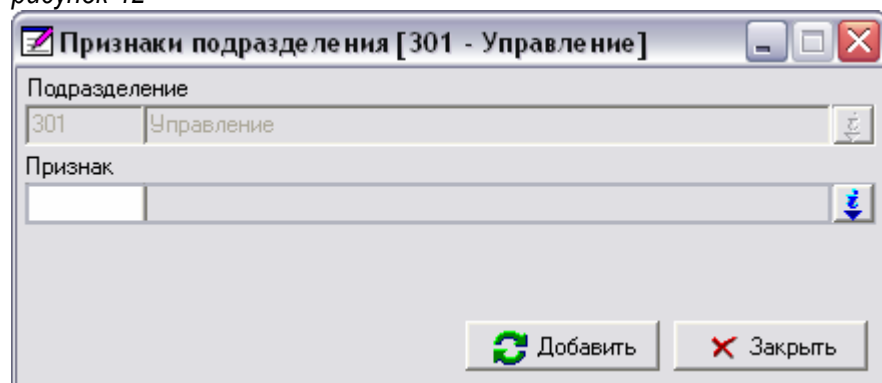 рисунок 12
Признаки подразделения [301 - Управление]
Подразделение
301 Управление
Признак
Добавить Закрыть